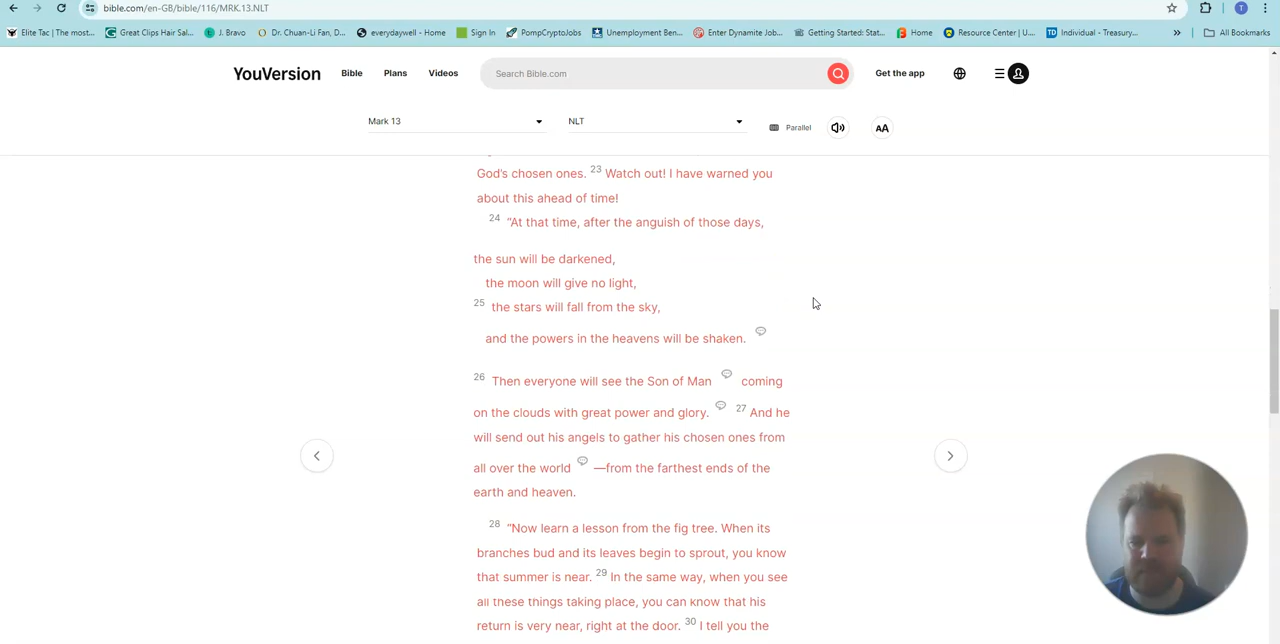 bible.com/en-GB/bible/116/MRK.13.NLT
T
Elite Tac | The most... Great Clips Hair Sal... J. Bravo Dr. Chuan-Li Fan, D... everydaywell - Home Sign In PompCryptoJobs Unemployment Ben... Enter Dynamite Job... Getting Started: Stat... Home Resource Center | U.... TD Individual - Treasury... » All Bookmarks
YouVersion Bible Plans Videos Search Bible.com Get the app
Mark 13 NLT Parallel AA
God's chosen ones. 23 Watch out! I have warned you
about this ahead of time!
24 "At that time, after the anguish of those days,
the sun will be darkened,
the moon will give no light,
25 the stars will fall from the sky,
and the powers in the heavens will be shaken.
26 Then everyone will see the Son of Man coming
on the clouds with great power and glory. 27 And he
will send out his angels to gather his chosen ones from
all over the world —from the farthest ends of the
earth and heaven.
28 "Now learn a lesson from the fig tree. When its
branches bud and its leaves begin to sprout, you know
that summer is near. 29 In the same way, when you see
all these things taking place, you can know that his
return is very near, right at the door. 30 I tell you the